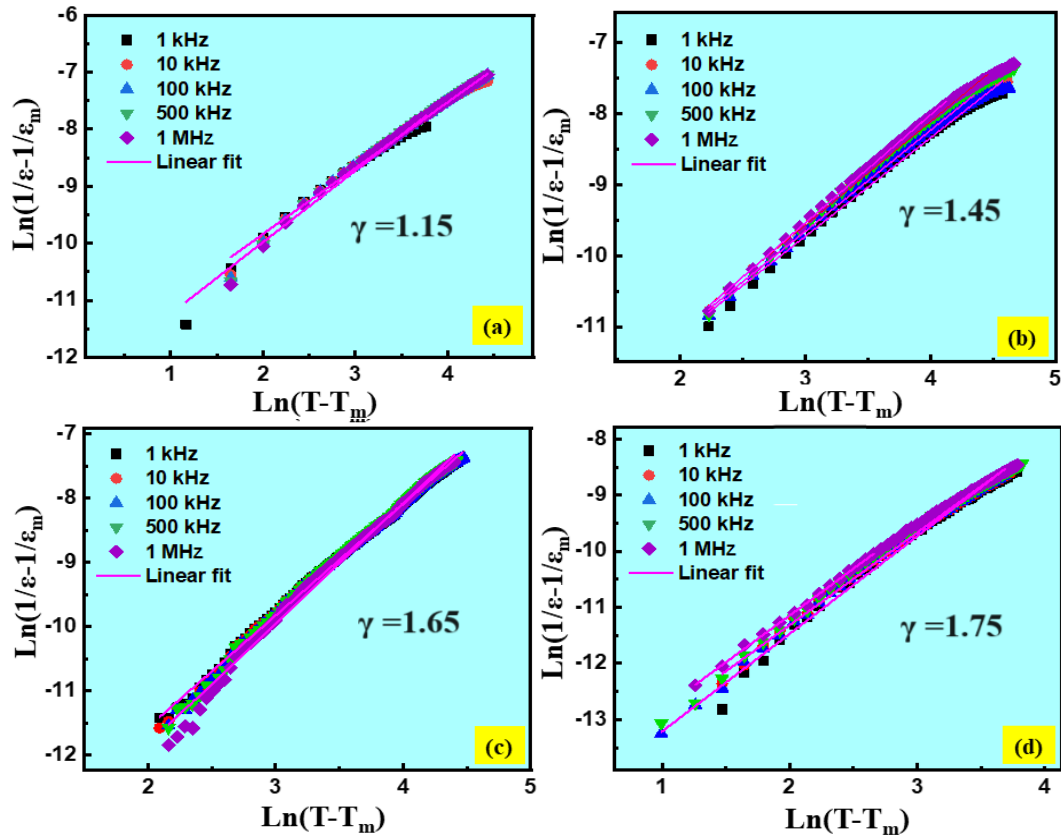 -6
-7
-8
-9
-10
-11
-12
Ln(1/ε-1/εm)
1 kHz
10 kHz
100 kHz
500 kHz
1 MHz
Linear fit
γ =1.15
(a)
1
2
3
4
Ln(T-Tm)
-7
-8
-9
-10
-11
Ln(1/ε-1/εm)
1 kHz
10 kHz
100 kHz
500 kHz
1 MHz
Linear fit
γ =1.45
(b)
2
3
4
5
Ln(T-Tm)
-7
-8
-9
-10
-11
-12
Ln(1/ε-1/εm)
1 kHz
10 kHz
100 kHz
500 kHz
1 MHz
Linear fit
γ =1.65
(c)
2
3
4
5
Ln(T-Tm)
-8
-9
-10
-11
-12
-13
Ln(1/ε-1/εm)
1 kHz
10 kHz
100 kHz
500 kHz
1 MHz
Linear fit
γ =1.75
(d)
1
2
3
4
Ln(T-Tm)